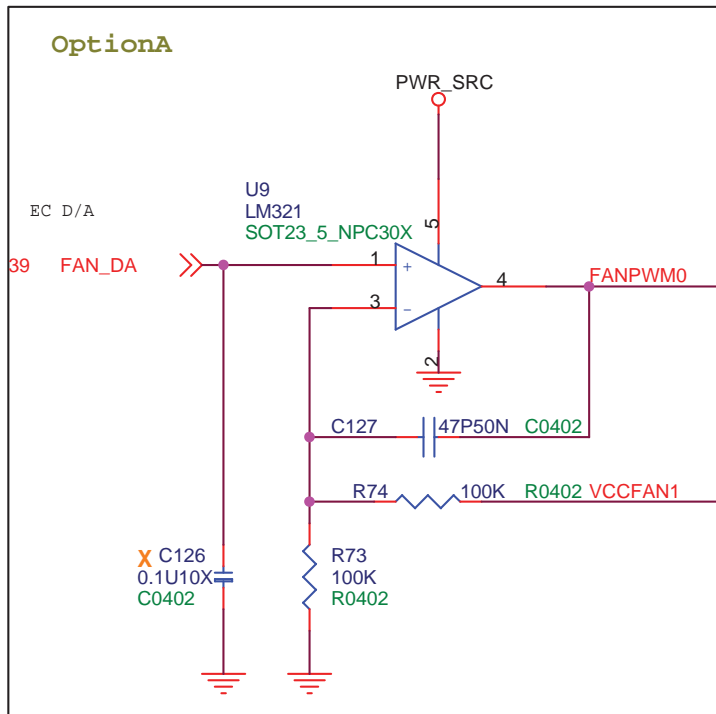 OptionA
PWR_SRC
U9
LM321
SOT23_5_NPC30X
EC D/A
39 FAN_DA
1
+
3
−
5
2
4
FANPWM0
C127 47P50N C0402
R74 100K R0402 VCCFAN1
X C126
0.1U10X
C0402
R73
100K
R0402